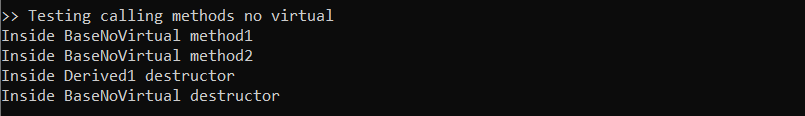 >> Testing calling methods no virtual
Inside BaseNoVirtual method1
Inside BaseNoVirtual method2
Inside Derived1 destructor
Inside BaseNoVirtual destructor